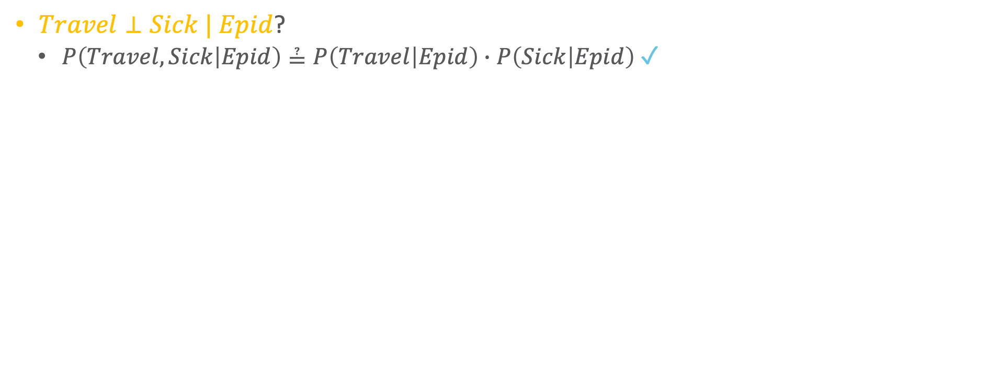 • Travel ⊥ Sick | Epid?
• P(Travel, Sick|Epid) ≟ P(Travel|Epid) · P(Sick|Epid) ✓